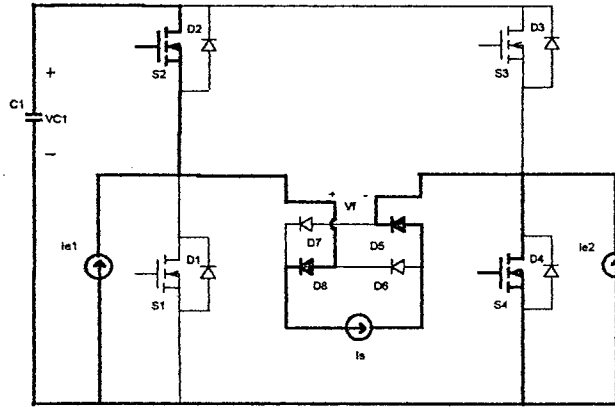 D2
D3
S2
S3
+
C1
VC1
−
+
Vf
-
Ie1
D7
D5
D1
D4
Ie2
S1
D8
D6
S4
Is